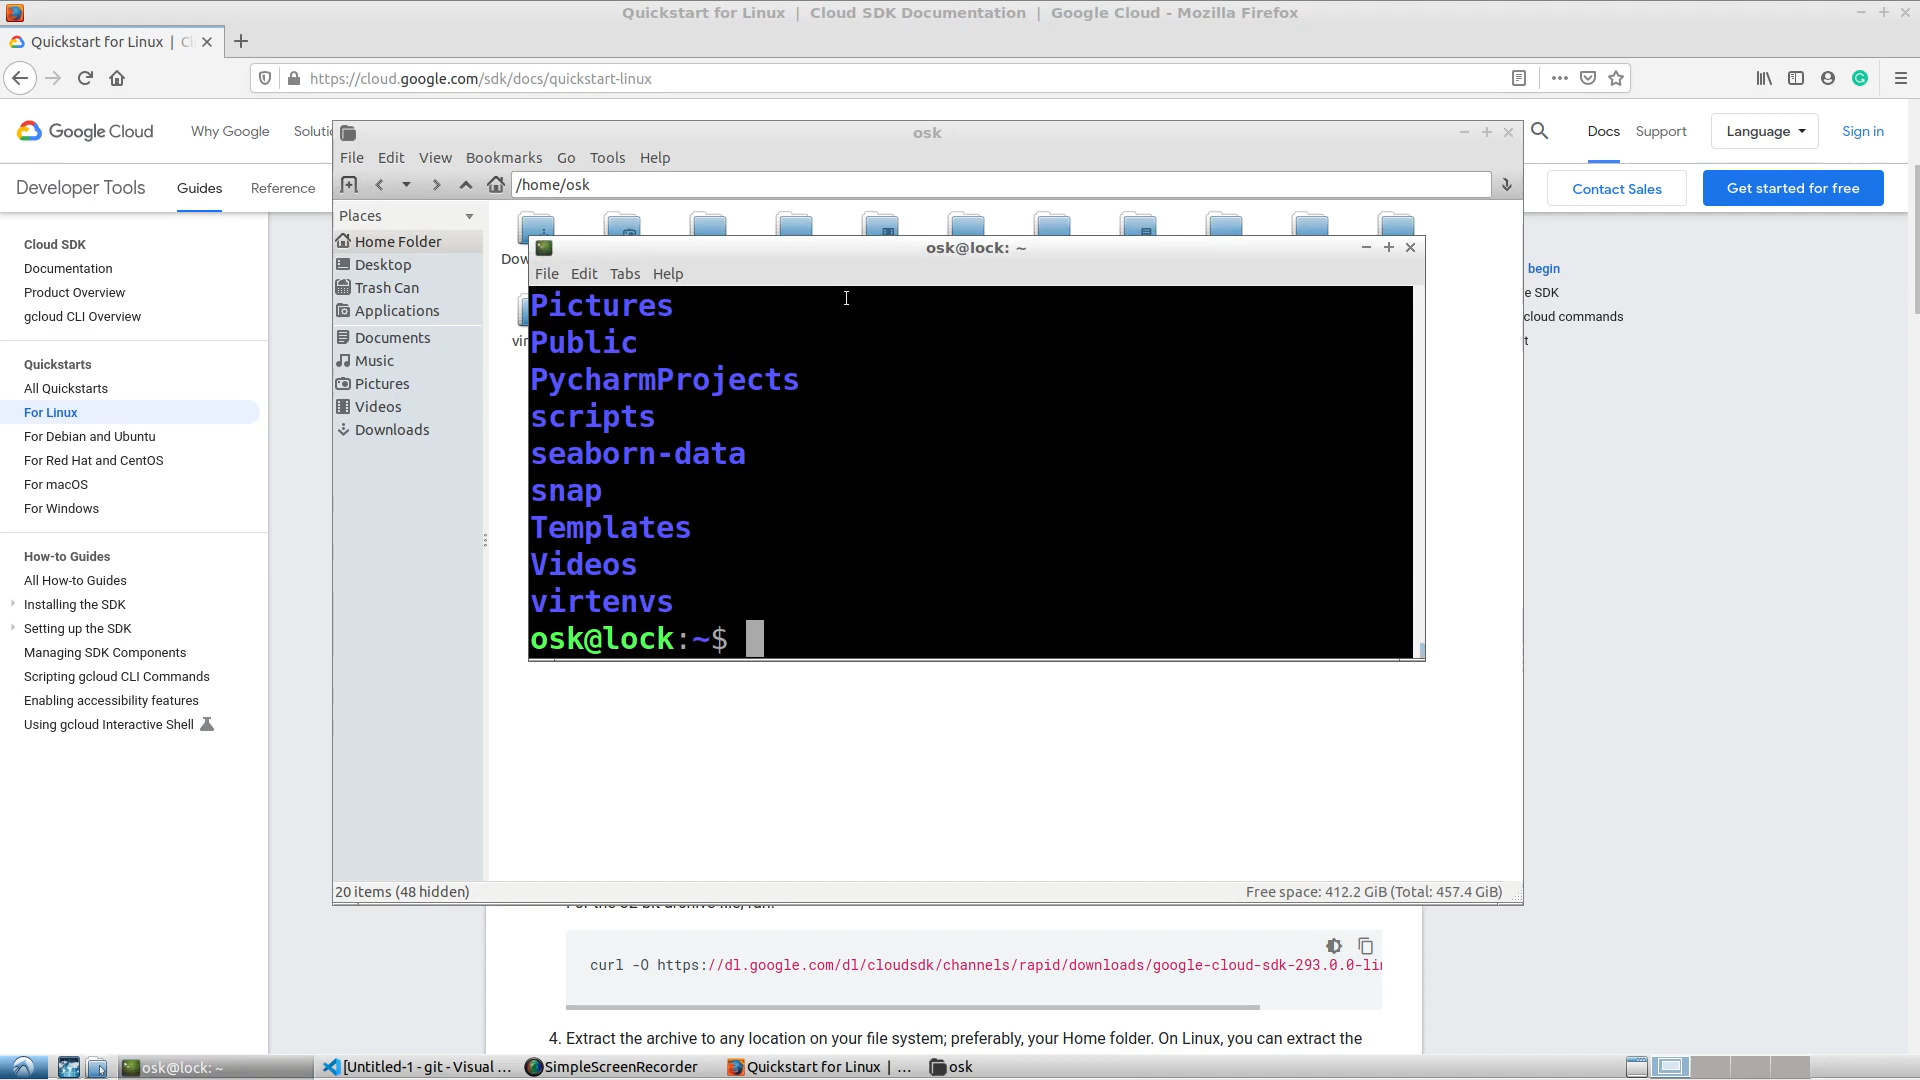 Quickstart for Linux | Cloud SDK Documentation | Google Cloud - Mozilla Firefox
Quickstart for Linux | C
https://cloud.google.com/sdk/docs/quickstart-linux
Google Cloud
Why Google
Soluti
Docs
Support
Language
Sign in
Developer Tools
Guides
Reference
Contact Sales
Get started for free
Cloud SDK
Documentation
Product Overview
gcloud CLI Overview
Quickstarts
All Quickstarts
For Linux
For Debian and Ubuntu
For Red Hat and CentOS
For macOS
For Windows
How-to Guides
All How-to Guides
Installing the SDK
Setting up the SDK
Managing SDK Components
Scripting gcloud CLI Commands
Enabling accessibility features
Using gcloud Interactive Shell
osk
File Edit View Bookmarks Go Tools Help
/home/osk
Places
Home Folder
Desktop
Trash Can
Applications
Documents
Music
Pictures
Videos
Downloads
Dow
vir
osk@lock: ~
File Edit Tabs Help
Pictures
Public
PycharmProjects
scripts
seaborn-data
snap
Templates
Videos
virtenvs
osk@lock:~$
begin
e SDK
cloud commands
t
20 items (48 hidden)
Free space: 412.2 GiB (Total: 457.4 GiB)
curl -O https://dl.google.com/dl/cloudsdk/channels/rapid/downloads/google-cloud-sdk-293.0.0-lin
4. Extract the archive to any location on your file system; preferably, your Home folder. On Linux, you can extract the
osk@lock: ~
[Untitled-1 - git - Visual ...
SimpleScreenRecorder
Quickstart for Linux | ...
osk